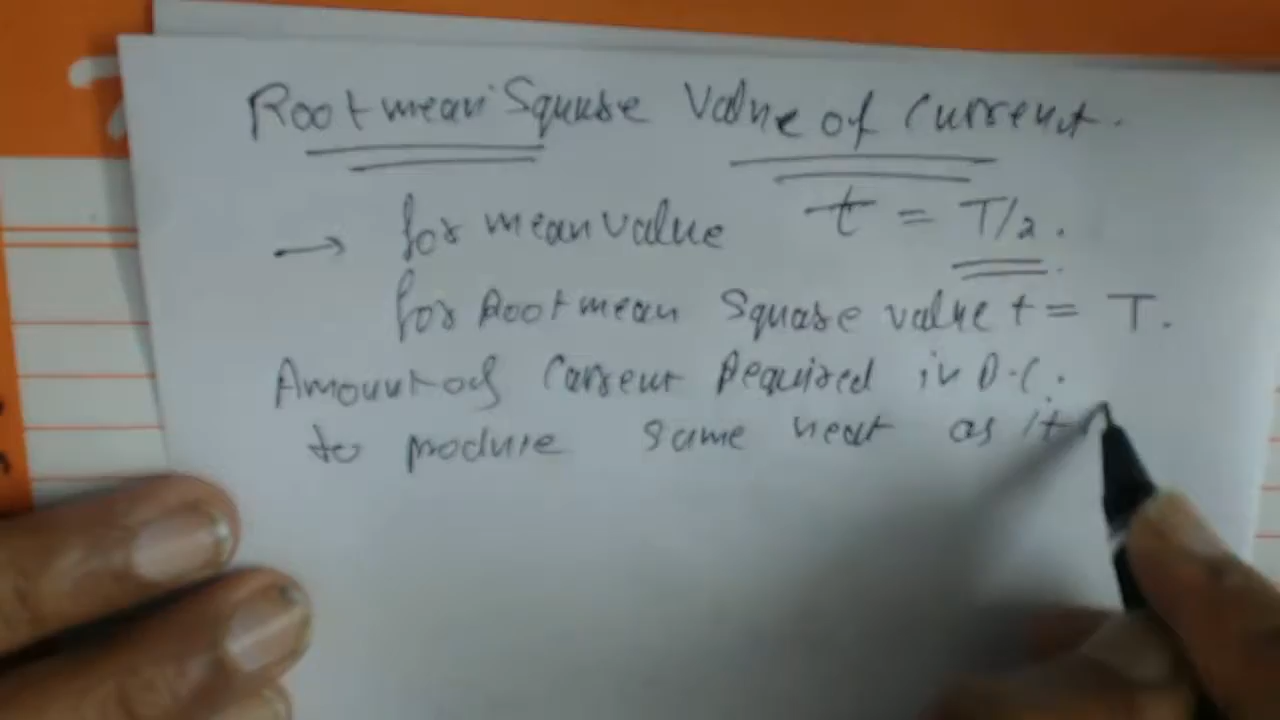 Root mean Square Value of Current.
→ for mean value t = T/2.
for Root mean Square value t = T.
Amount of Current Required in D.C.
to produce same heat as it